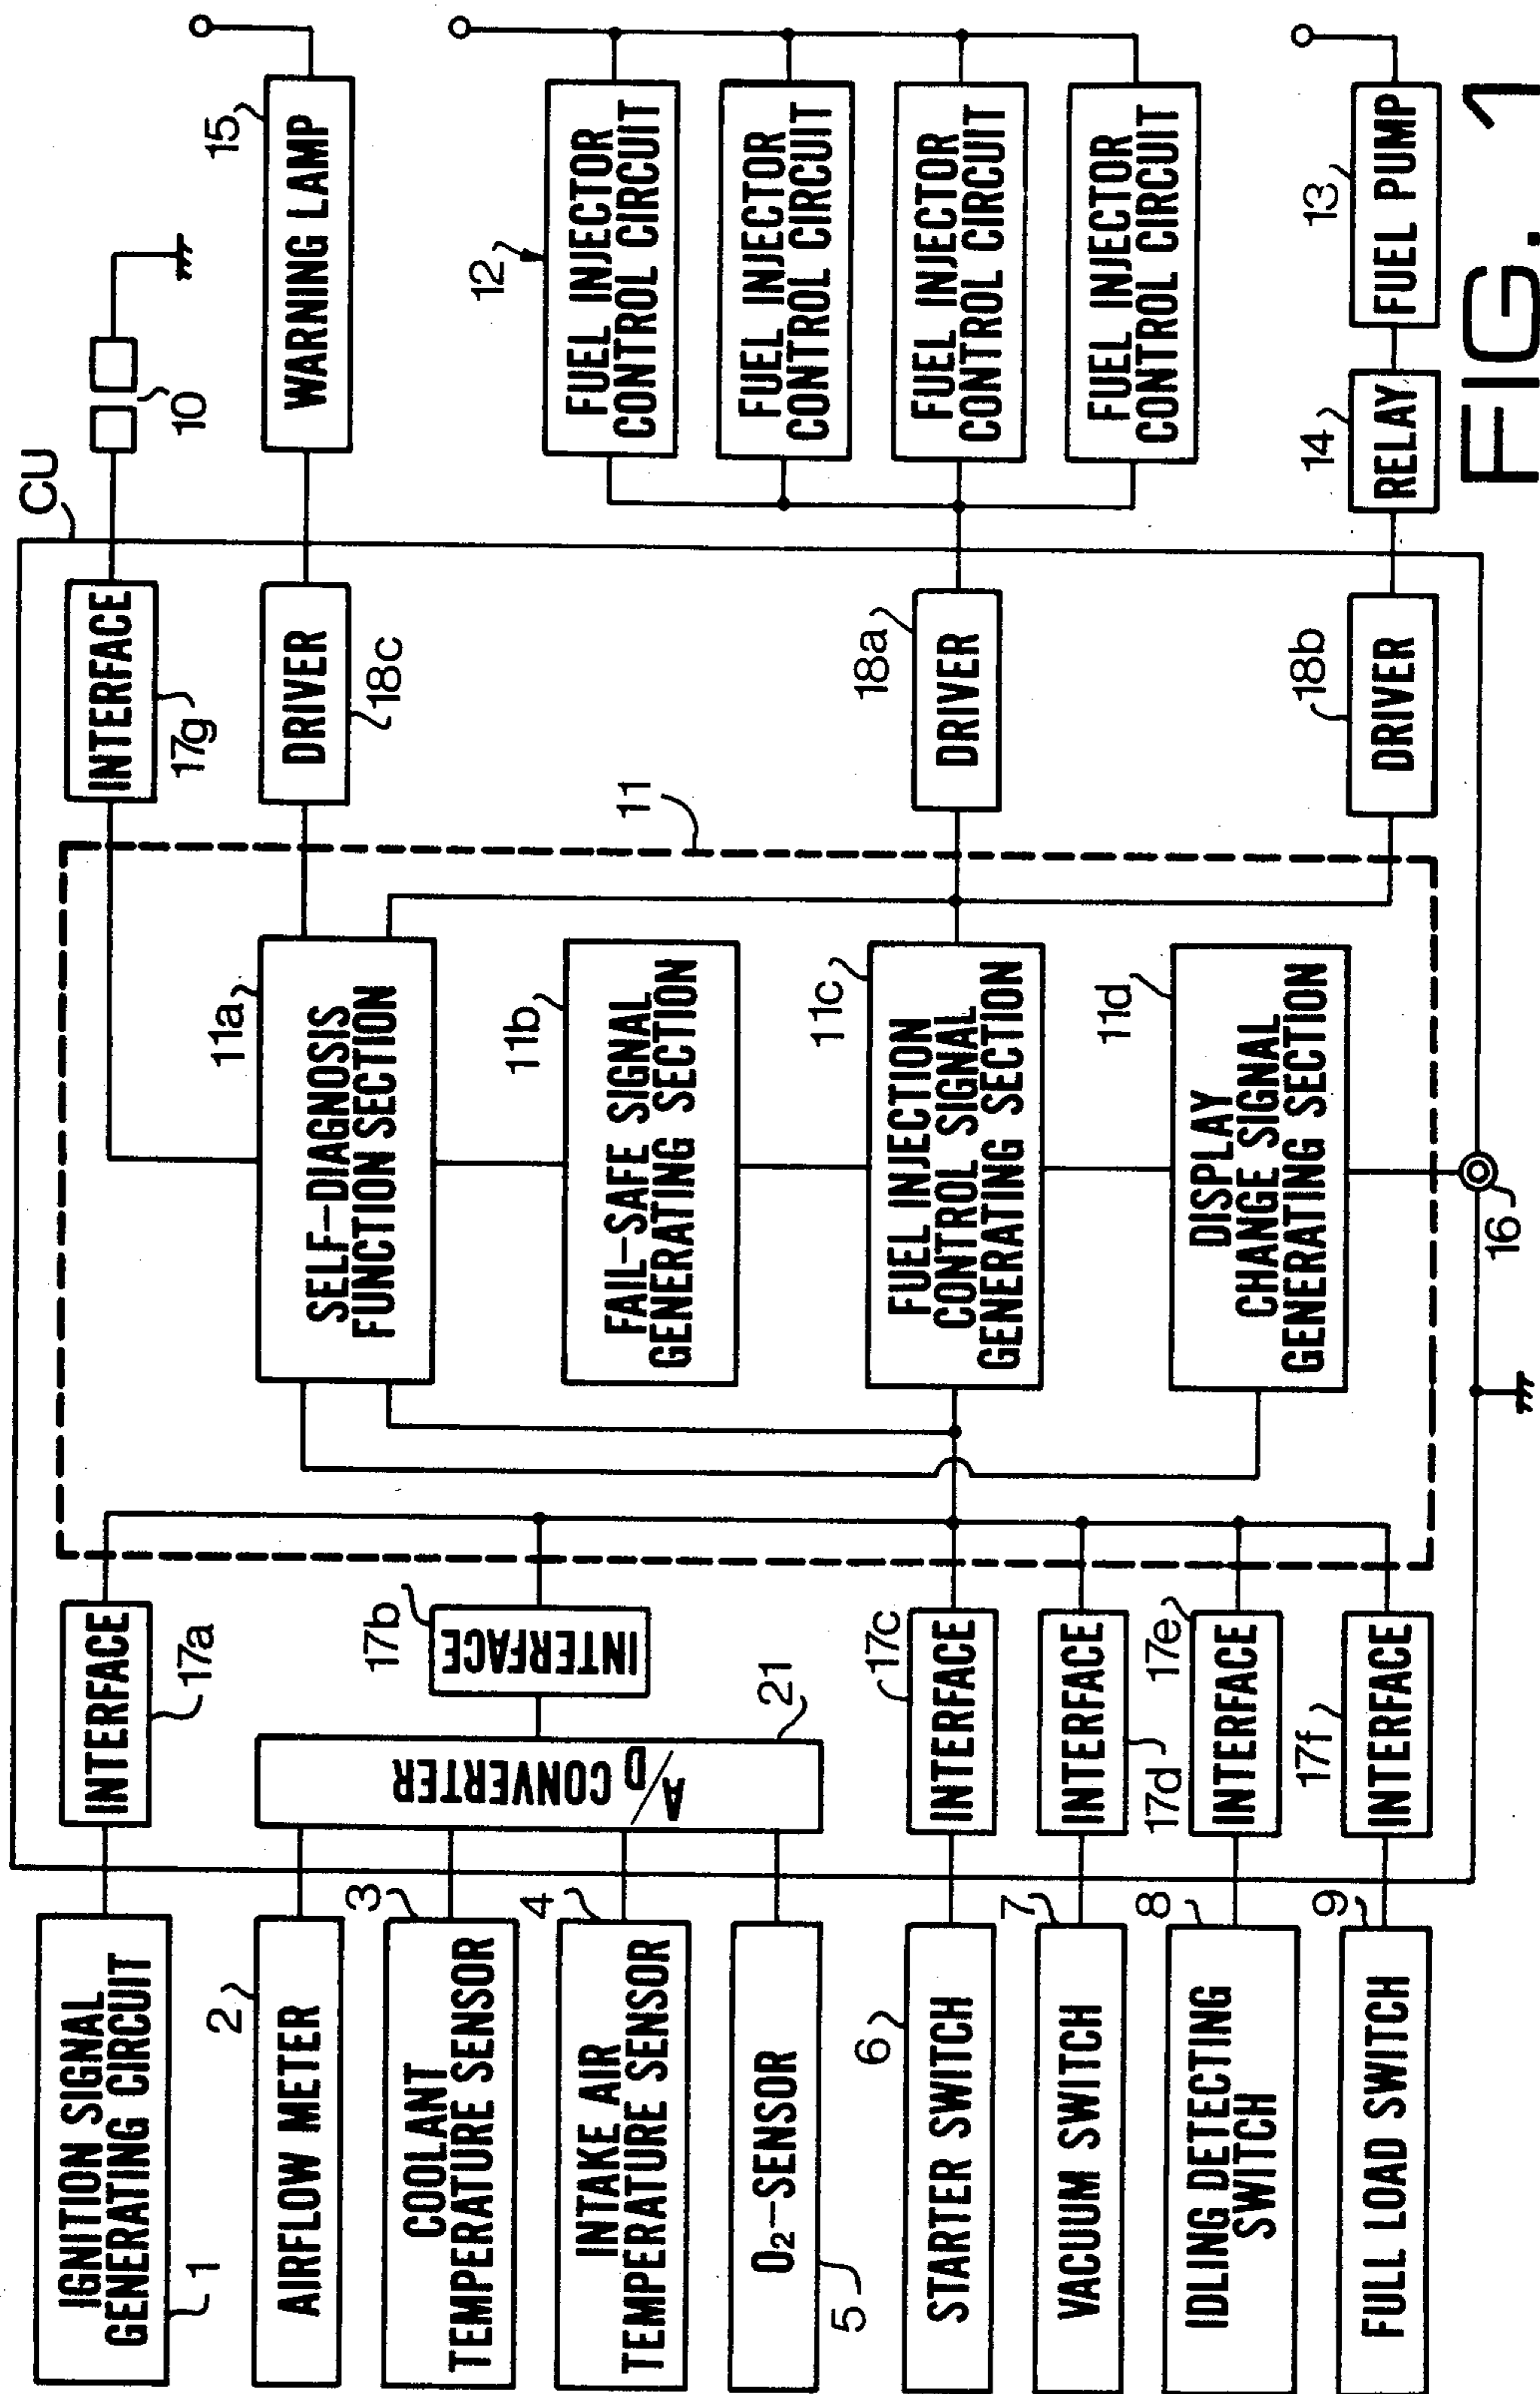 CU
IGNITION SIGNAL
GENERATING CIRCUIT
1
INTERFACE
17a
INTERFACE
17g
10
AIRFLOW METER
2
COOLANT
TEMPERATURE SENSOR
3
INTAKE AIR
TEMPERATURE SENSOR
4
O₂-SENSOR
5
A/D CONVERTER
21
INTERFACE
17b
STARTER SWITCH
6
INTERFACE
17c
VACUUM SWITCH
7
INTERFACE
17d
IDLING DETECTING
SWITCH
8
INTERFACE
17e
FULL LOAD SWITCH
9
INTERFACE
17f
11
SELF-DIAGNOSIS
FUNCTION SECTION
11a
FAIL-SAFE SIGNAL
GENERATING SECTION
11b
FUEL INJECTION
CONTROL SIGNAL
GENERATING SECTION
11c
DISPLAY
CHANGE SIGNAL
GENERATING SECTION
11d
16
DRIVER
18c
WARNING LAMP
15
DRIVER
18a
12
FUEL INJECTOR
CONTROL CIRCUIT
FUEL INJECTOR
CONTROL CIRCUIT
FUEL INJECTOR
CONTROL CIRCUIT
FUEL INJECTOR
CONTROL CIRCUIT
DRIVER
18b
RELAY
14
FUEL PUMP
13
FIG. 1